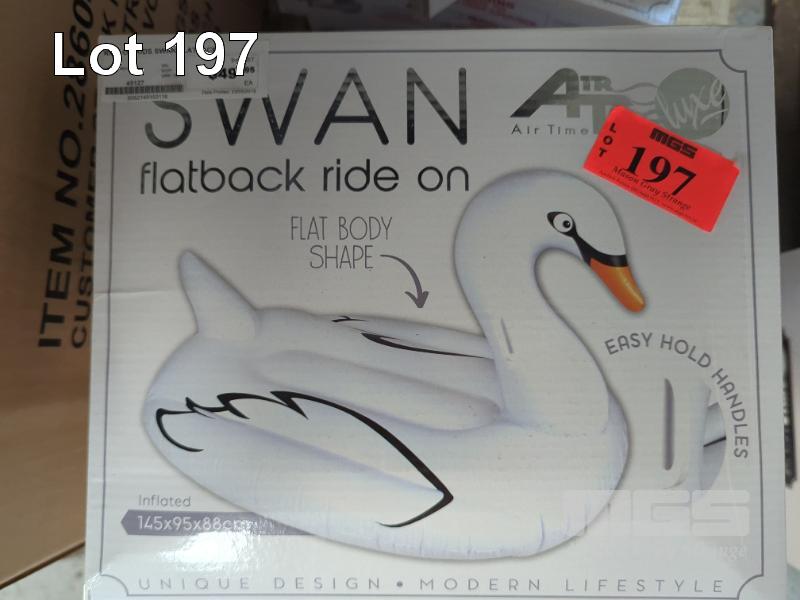 Lot 197
SWAN
flatback ride on
AIR
Air Time
luxe
LOT
MGS
197
Mason Gray Strange
FLAT BODY
SHAPE
EASY HOLD HANDLES
Inflated
145x95x88cm
MGS
UNIQUE DESIGN • MODERN LIFESTYLE
ITEM NO.
CUSTOMER